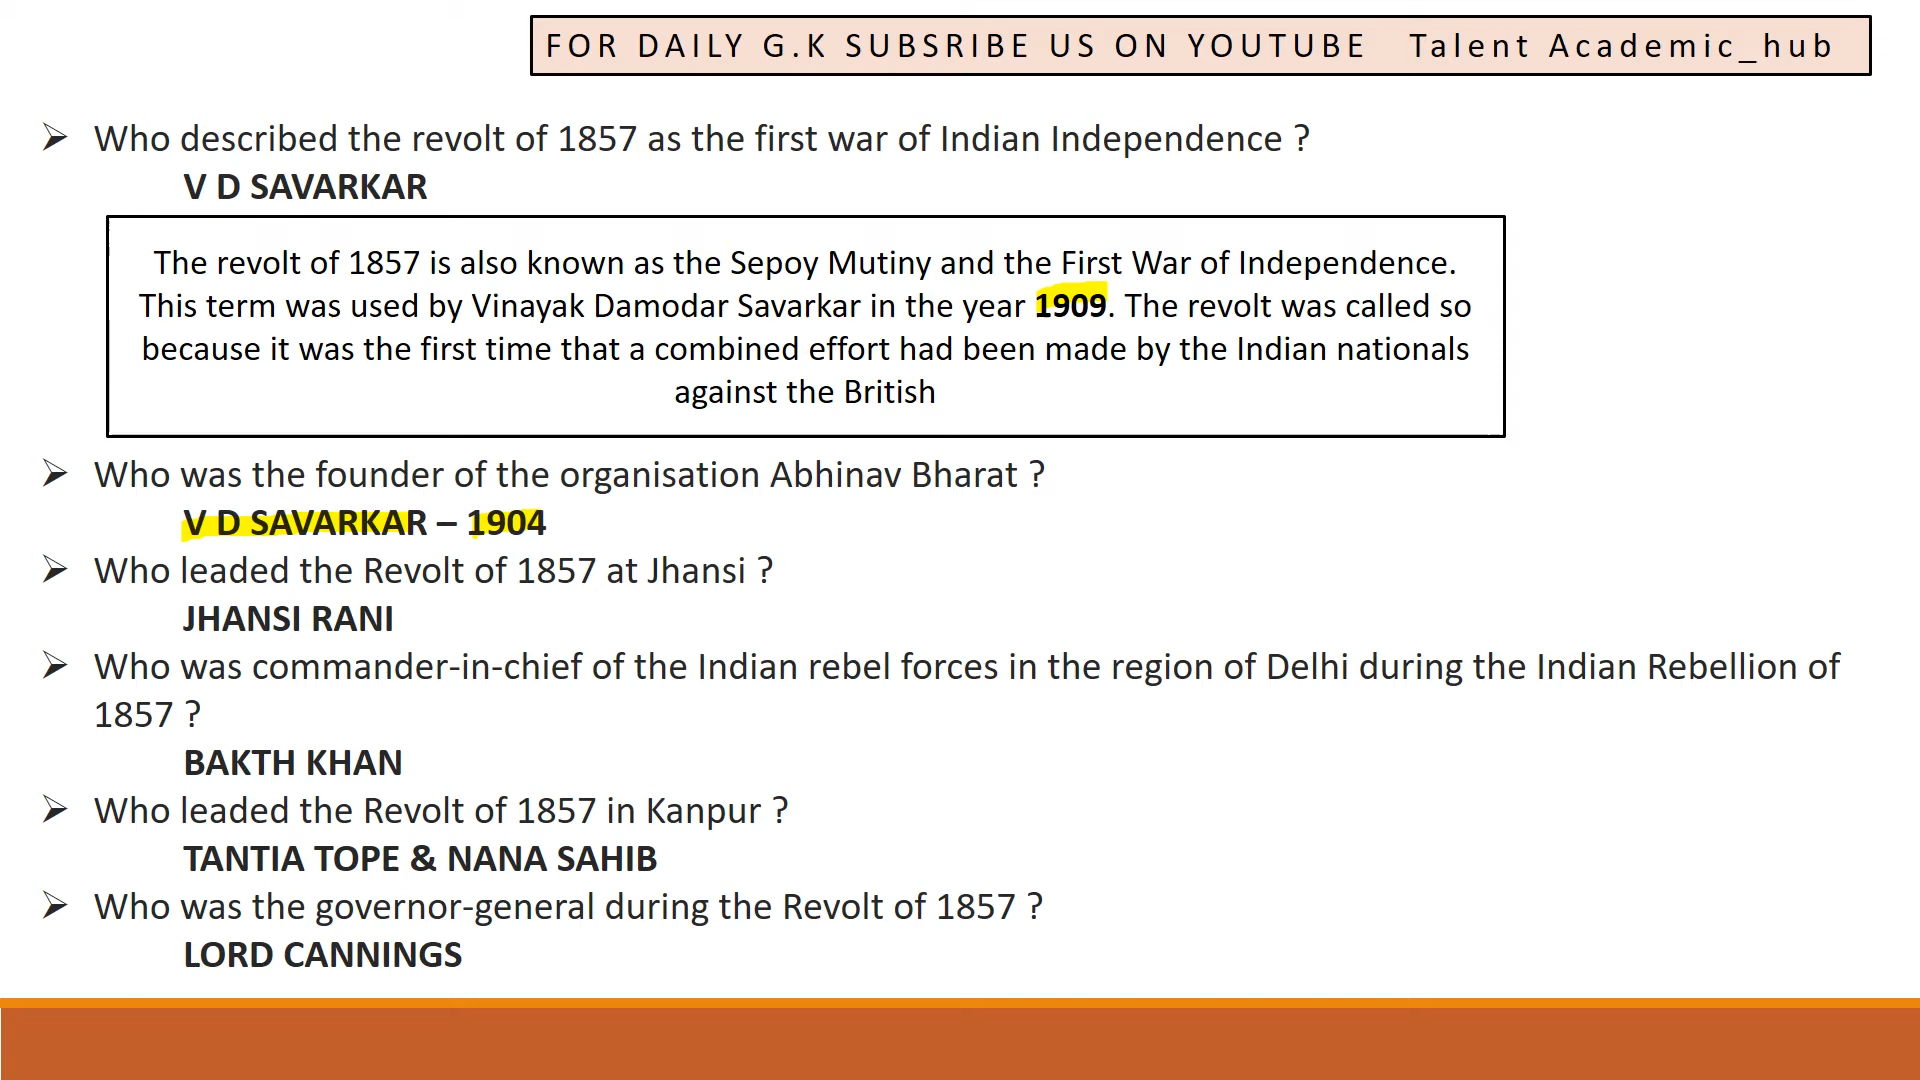 FOR DAILY G.K SUBSRIBE US ON YOUTUBE Talent Academic_hub
➢ Who described the revolt of 1857 as the first war of Indian Independence ?
V D SAVARKAR
The revolt of 1857 is also known as the Sepoy Mutiny and the First War of Independence.
This term was used by Vinayak Damodar Savarkar in the year 1909. The revolt was called so
because it was the first time that a combined effort had been made by the Indian nationals
against the British
➢ Who was the founder of the organisation Abhinav Bharat ?
V D SAVARKAR – 1904
➢ Who leaded the Revolt of 1857 at Jhansi ?
JHANSI RANI
➢ Who was commander-in-chief of the Indian rebel forces in the region of Delhi during the Indian Rebellion of
1857 ?
BAKTH KHAN
➢ Who leaded the Revolt of 1857 in Kanpur ?
TANTIA TOPE & NANA SAHIB
➢ Who was the governor-general during the Revolt of 1857 ?
LORD CANNINGS